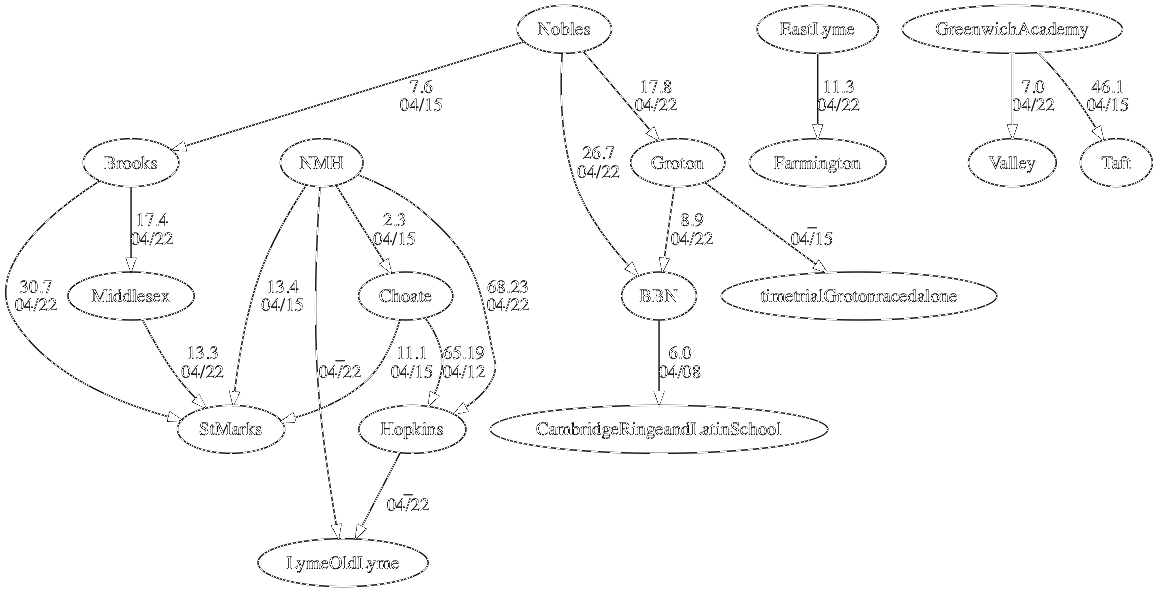 Nobles
EastLyme
GreenwichAcademy
7.6
04/15
17.8
04/22
11.3
04/22
7.0
04/22
46.1
04/15
Brooks
NMH
26.7
04/22
Groton
Farmington
Valley
Taft
17.4
04/22
2.3
04/15
8.9
04/22
_
04/15
30.7
04/22
Middlesex
13.4
04/15
Choate
68.23
04/22
BBN
timetrialGrotonracedalone
13.3
04/22
_
04/22
11.1
04/15
65.19
04/12
6.0
04/08
StMarks
Hopkins
CambridgeRingeandLatinSchool
_
04/22
LymeOldLyme